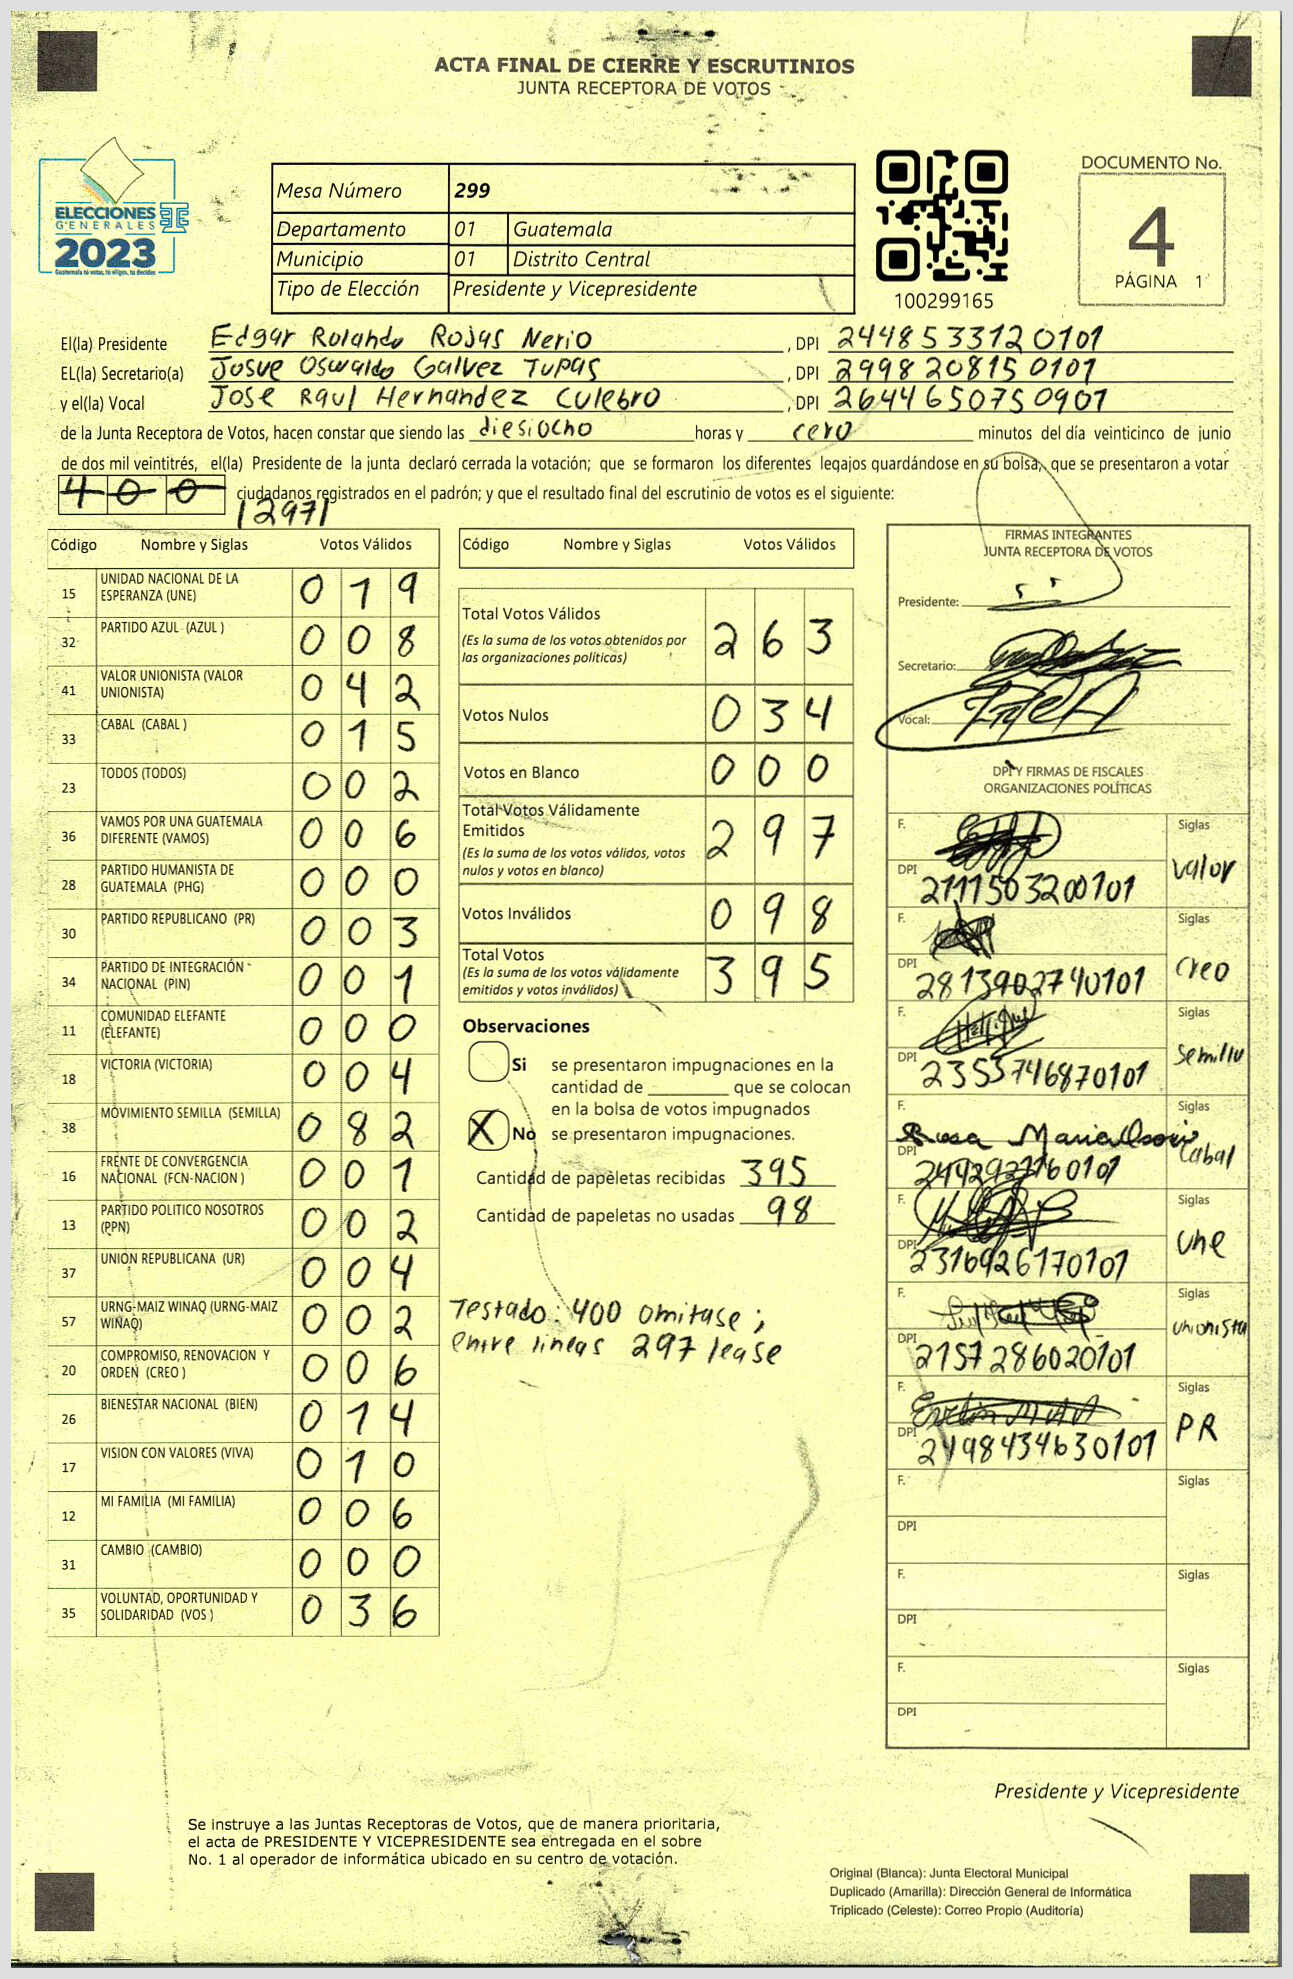 ACTA FINAL DE CIERRE Y ESCRUTINIOS
JUNTA RECEPTORA DE VOTOS
ELECCIONES
GENERALES
2023
Guatemala tú votas, tú eliges, tú decides
Mesa Número 299
Departamento 01 Guatemala
Municipio 01 Distrito Central
Tipo de Elección Presidente y Vicepresidente
100299165
DOCUMENTO No.
4
PÁGINA 1
El(la) Presidente Edgar Rolando Rojas Nerio , DPI 2448533120101
EL(la) Secretario(a) Josue Oswaldo Galvez Tupas , DPI 2998208150101
y el(la) Vocal Jose Raul Hernandez Culebro , DPI 2644650750901
de la Junta Receptora de Votos, hacen constar que siendo las diesiocho horas y cero minutos del día veinticinco de junio
de dos mil veintitrés, el(la) Presidente de la junta declaró cerrada la votación; que se formaron los diferentes legajos guardándose en su bolsa, que se presentaron a votar
400 ciudadanos registrados en el padrón; y que el resultado final del escrutinio de votos es el siguiente:
/297/
Código Nombre y Siglas Votos Válidos
15 UNIDAD NACIONAL DE LA ESPERANZA (UNE) 0 1 9
32 PARTIDO AZUL (AZUL ) 0 0 8
41 VALOR UNIONISTA (VALOR UNIONISTA) 0 4 2
33 CABAL (CABAL ) 0 1 5
23 TODOS (TODOS) 0 0 2
36 VAMOS POR UNA GUATEMALA DIFERENTE (VAMOS) 0 0 6
28 PARTIDO HUMANISTA DE GUATEMALA (PHG) 0 0 0
30 PARTIDO REPUBLICANO (PR) 0 0 3
34 PARTIDO DE INTEGRACIÓN NACIONAL (PIN) 0 0 1
11 COMUNIDAD ELEFANTE (ELEFANTE) 0 0 0
18 VICTORIA (VICTORIA) 0 0 4
38 MOVIMIENTO SEMILLA (SEMILLA) 0 8 2
16 FRENTE DE CONVERGENCIA NACIONAL (FCN-NACION ) 0 0 1
13 PARTIDO POLITICO NOSOTROS (PPN) 0 0 2
37 UNION REPUBLICANA (UR) 0 0 4
57 URNG-MAIZ WINAQ (URNG-MAIZ WINAQ) 0 0 2
20 COMPROMISO, RENOVACION Y ORDEN (CREO ) 0 0 6
26 BIENESTAR NACIONAL (BIEN) 0 1 4
17 VISION CON VALORES (VIVA) 0 1 0
12 MI FAMILIA (MI FAMILIA) 0 0 6
31 CAMBIO (CAMBIO) 0 0 0
35 VOLUNTAD, OPORTUNIDAD Y SOLIDARIDAD (VOS ) 0 3 6
Código Nombre y Siglas Votos Válidos
Total Votos Válidos 2 6 3
(Es la suma de los votos obtenidos por
las organizaciones políticas)
Votos Nulos 0 3 4
Votos en Blanco 0 0 0
Total Votos Válidamente
Emitidos 2 9 7
(Es la suma de los votos válidos, votos
nulos y votos en blanco)
Votos Inválidos 0 9 8
Total Votos 3 9 5
(Es la suma de los votos válidamente
emitidos y votos inválidos)
Observaciones
Si se presentaron impugnaciones en la
cantidad de ________ que se colocan
en la bolsa de votos impugnados
X No se presentaron impugnaciones.
Cantidad de papeletas recibidas 395
Cantidad de papeletas no usadas 98
Testado: 400 omitase;
entre lineas 297 lease
FIRMAS INTEGRANTES
JUNTA RECEPTORA DE VOTOS
Presidente:
Secretario:
Vocal:
DPI Y FIRMAS DE FISCALES
ORGANIZACIONES POLÍTICAS
F. Siglas
DPI 2111503200101 Valor
F. Siglas
DPI 2813902740101 Creo
F. Siglas
DPI 2353746870101 Semilla
F. Rosa Maria Osorio Siglas
DPI 2442927160101 Cabal
F. Siglas
DPI 2316926170101 Une
F. Siglas
DPI 2157286020101 unionista
F. Siglas
DPI 2498434630101 PR
F. Siglas
DPI
F. Siglas
DPI
F. Siglas
DPI
Presidente y Vicepresidente
Se instruye a las Juntas Receptoras de Votos, que de manera prioritaria,
el acta de PRESIDENTE Y VICEPRESIDENTE sea entregada en el sobre
No. 1 al operador de informática ubicado en su centro de votación.
Original (Blanca): Junta Electoral Municipal
Duplicado (Amarilla): Dirección General de Informática
Triplicado (Celeste): Correo Propio (Auditoría)